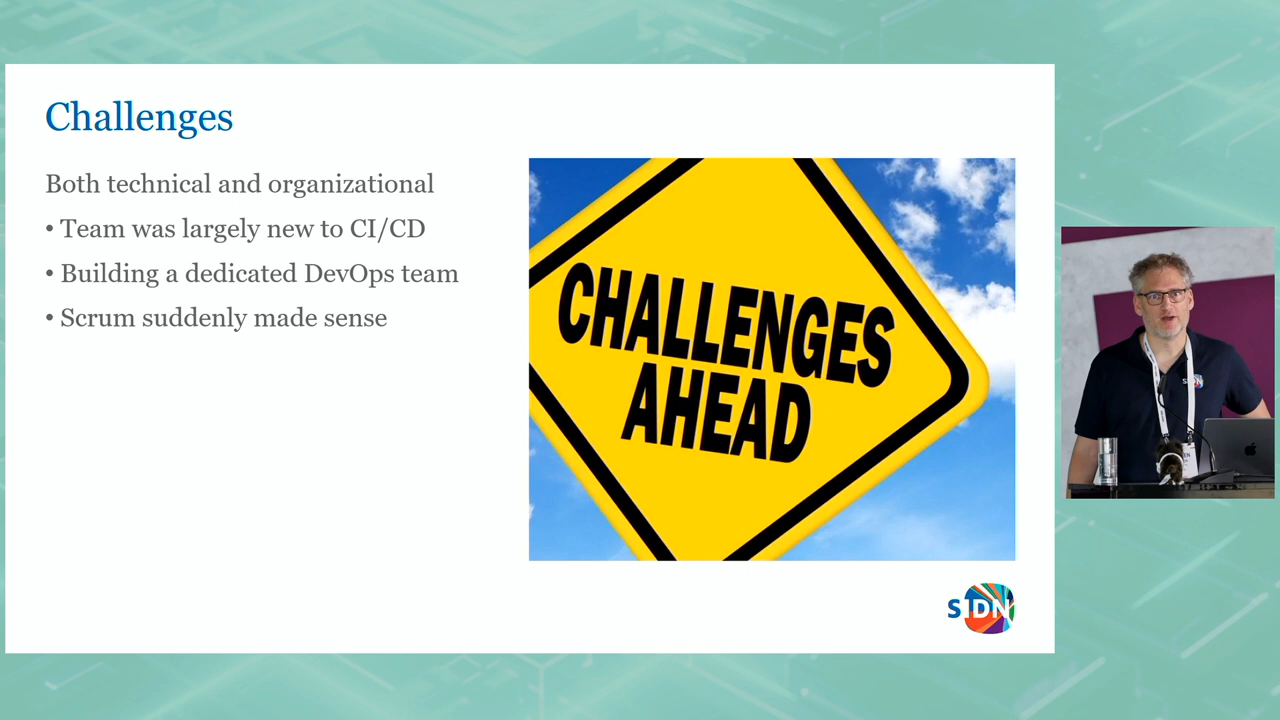 Challenges
Both technical and organizational
• Team was largely new to CI/CD
• Building a dedicated DevOps team
• Scrum suddenly made sense
CHALLENGES
AHEAD
SIDN